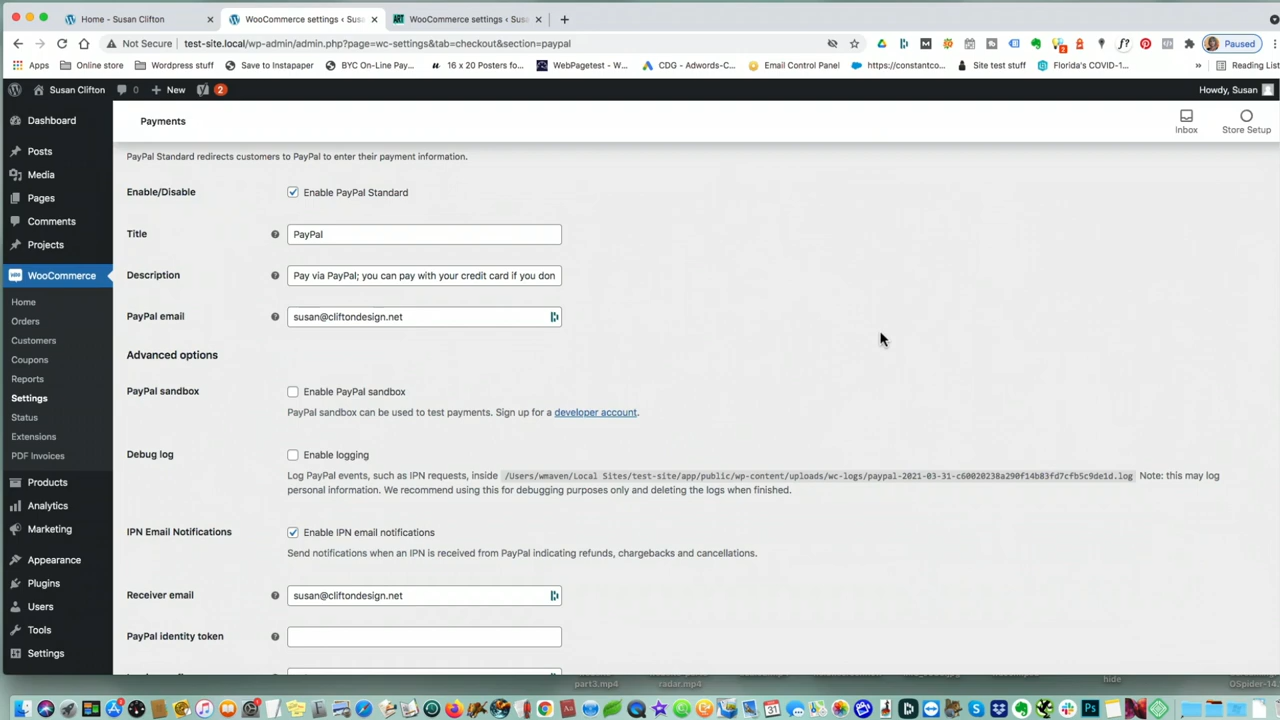 Home - Susan Clifton
WooCommerce settings < Susa
WooCommerce settings < Susa
Not Secure test-site.local/wp-admin/admin.php?page=wc-settings&tab=checkout&section=paypal
Paused
Apps Online store Wordpress stuff Save to Instapaper BYC On-Line Pay... 16 x 20 Posters fo... WebPagetest - W... CDG - Adwords-C... Email Control Panel https://constantco... Site test stuff Florida's COVID-1... » Reading List
Susan Clifton 0 + New 2 Howdy, Susan
Dashboard
Posts
Media
Pages
Comments
Projects
WooCommerce
Home
Orders
Customers
Coupons
Reports
Settings
Status
Extensions
PDF Invoices
Products
Analytics
Marketing
Appearance
Plugins
Users
Tools
Settings
Payments
Inbox
Store Setup
PayPal Standard redirects customers to PayPal to enter their payment information.
Enable/Disable Enable PayPal Standard
Title PayPal
Description Pay via PayPal; you can pay with your credit card if you don
PayPal email susan@cliftondesign.net
Advanced options
PayPal sandbox Enable PayPal sandbox
PayPal sandbox can be used to test payments. Sign up for a developer account.
Debug log Enable logging
Log PayPal events, such as IPN requests, inside /Users/wmaven/Local Sites/test-site/app/public/wp-content/uploads/wc-logs/paypal-2021-03-31-c60020238a290f14b83fd7cfb5c9de1d.log Note: this may log
personal information. We recommend using this for debugging purposes only and deleting the logs when finished.
IPN Email Notifications Enable IPN email notifications
Send notifications when an IPN is received from PayPal indicating refunds, chargebacks and cancellations.
Receiver email susan@cliftondesign.net
PayPal identity token
part3.mp4
radar.mp4
hide
OSpider-14.